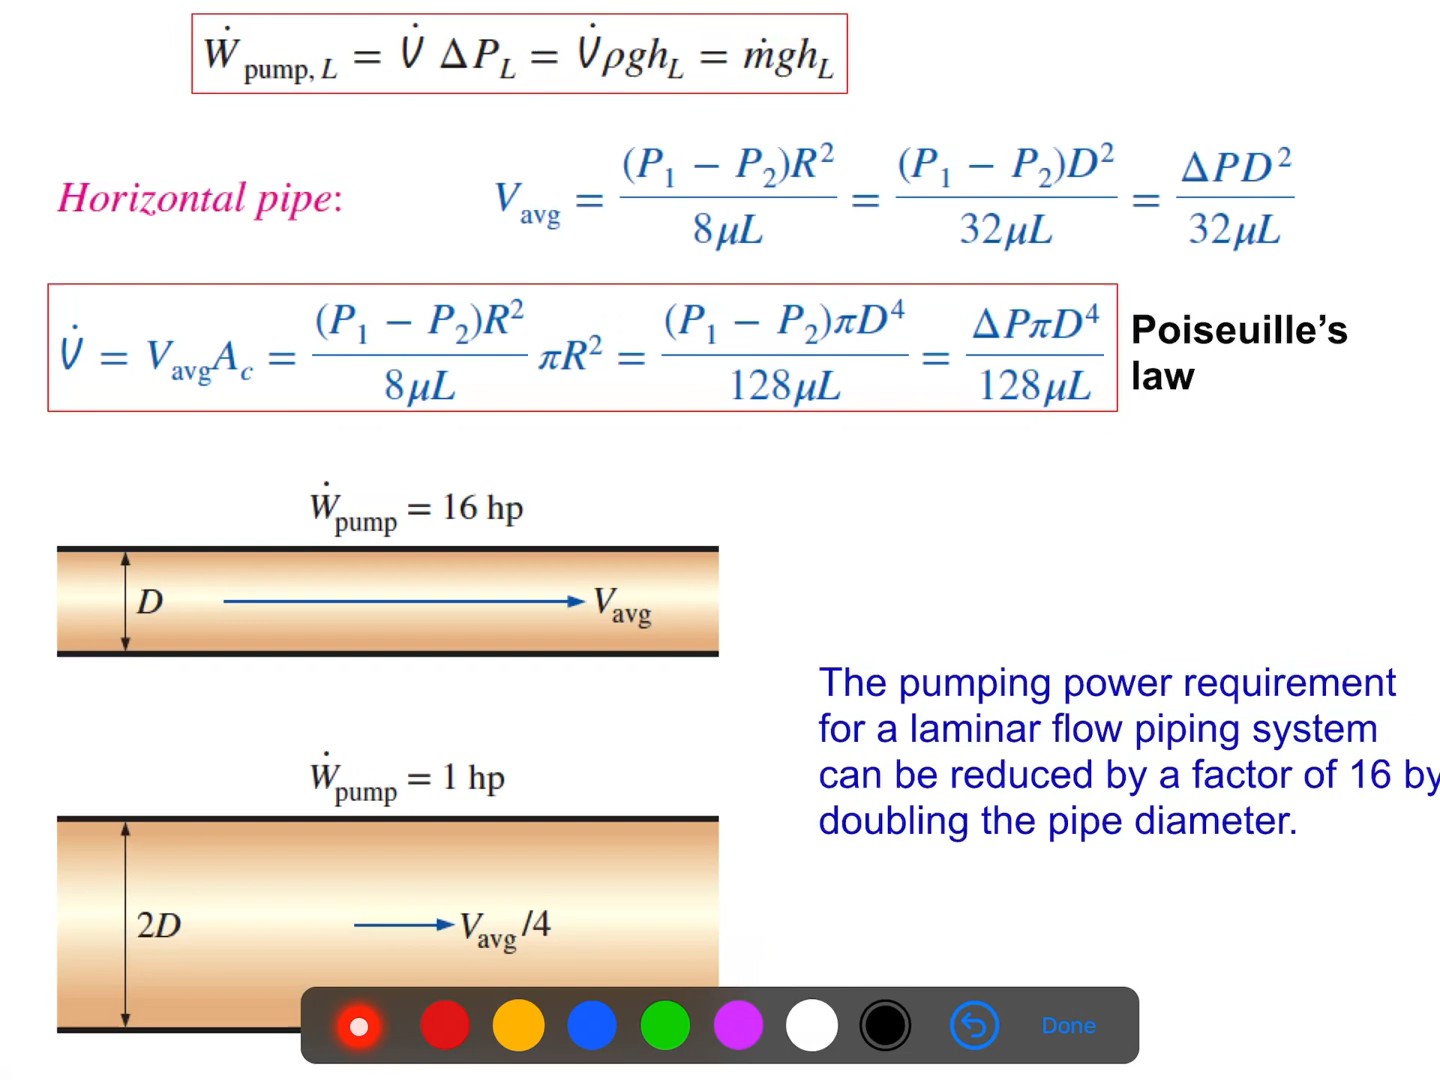 Ẇpump, L = V̇ ΔP_L = V̇ρgh_L = ṁgh_L
Horizontal pipe: V_avg = (P₁ − P₂)R²/8μL = (P₁ − P₂)D²/32μL = ΔPD²/32μL
V̇ = V_avg A_c = (P₁ − P₂)R²/8μL πR² = (P₁ − P₂)πD⁴/128μL = ΔPπD⁴/128μL
Poiseuille’s
law
Ẇpump = 16 hp
D V_avg
The pumping power requirement
for a laminar flow piping system
can be reduced by a factor of 16 by
doubling the pipe diameter.
Ẇpump = 1 hp
2D V_avg/4
Done